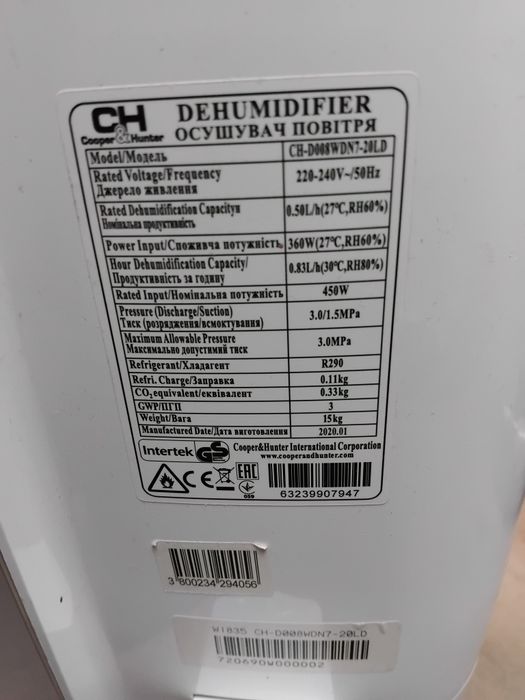 CH DEHUMIDIFIER
Cooper&Hunter ОСУШУВАЧ ПОВІТРЯ
Model/Модель CH-D008WDN7-20LD
Rated Voltage/Frequency
Джерело живлення 220-240V~/50Hz
Rated Dehumidification Capacityп
Номінальна продуктивність 0.50L/h(27℃,RH60%)
Power Input/Споживча потужність 360W(27℃,RH60%)
Hour Dehumidification Capacity/
Продуктивність за годину 0.83L/h(30℃,RH80%)
Rated Input/Номінальна потужність 450W
Pressure (Discharge/Suction)
Тиск (розрядження/всмоктування) 3.0/1.5MPa
Maximum Allowable Pressure
Максимально допустимий тиск 3.0MPa
Refrigerant/Хладагент R290
Refri. Charge/Заправка 0.11kg
CO₂ equivalent/еквівалент 0.33kg
GWP/ПГП 3
Weight/Вага 15kg
Manufactured Date/Дата виготовлення 2020.01
Intertek GS Cooper&Hunter International Corporation
www.cooperandhunter.com
CE EAC
099
63239907947
3800234294056
W1835 CH-D008WDN7-20LD
720690W000002